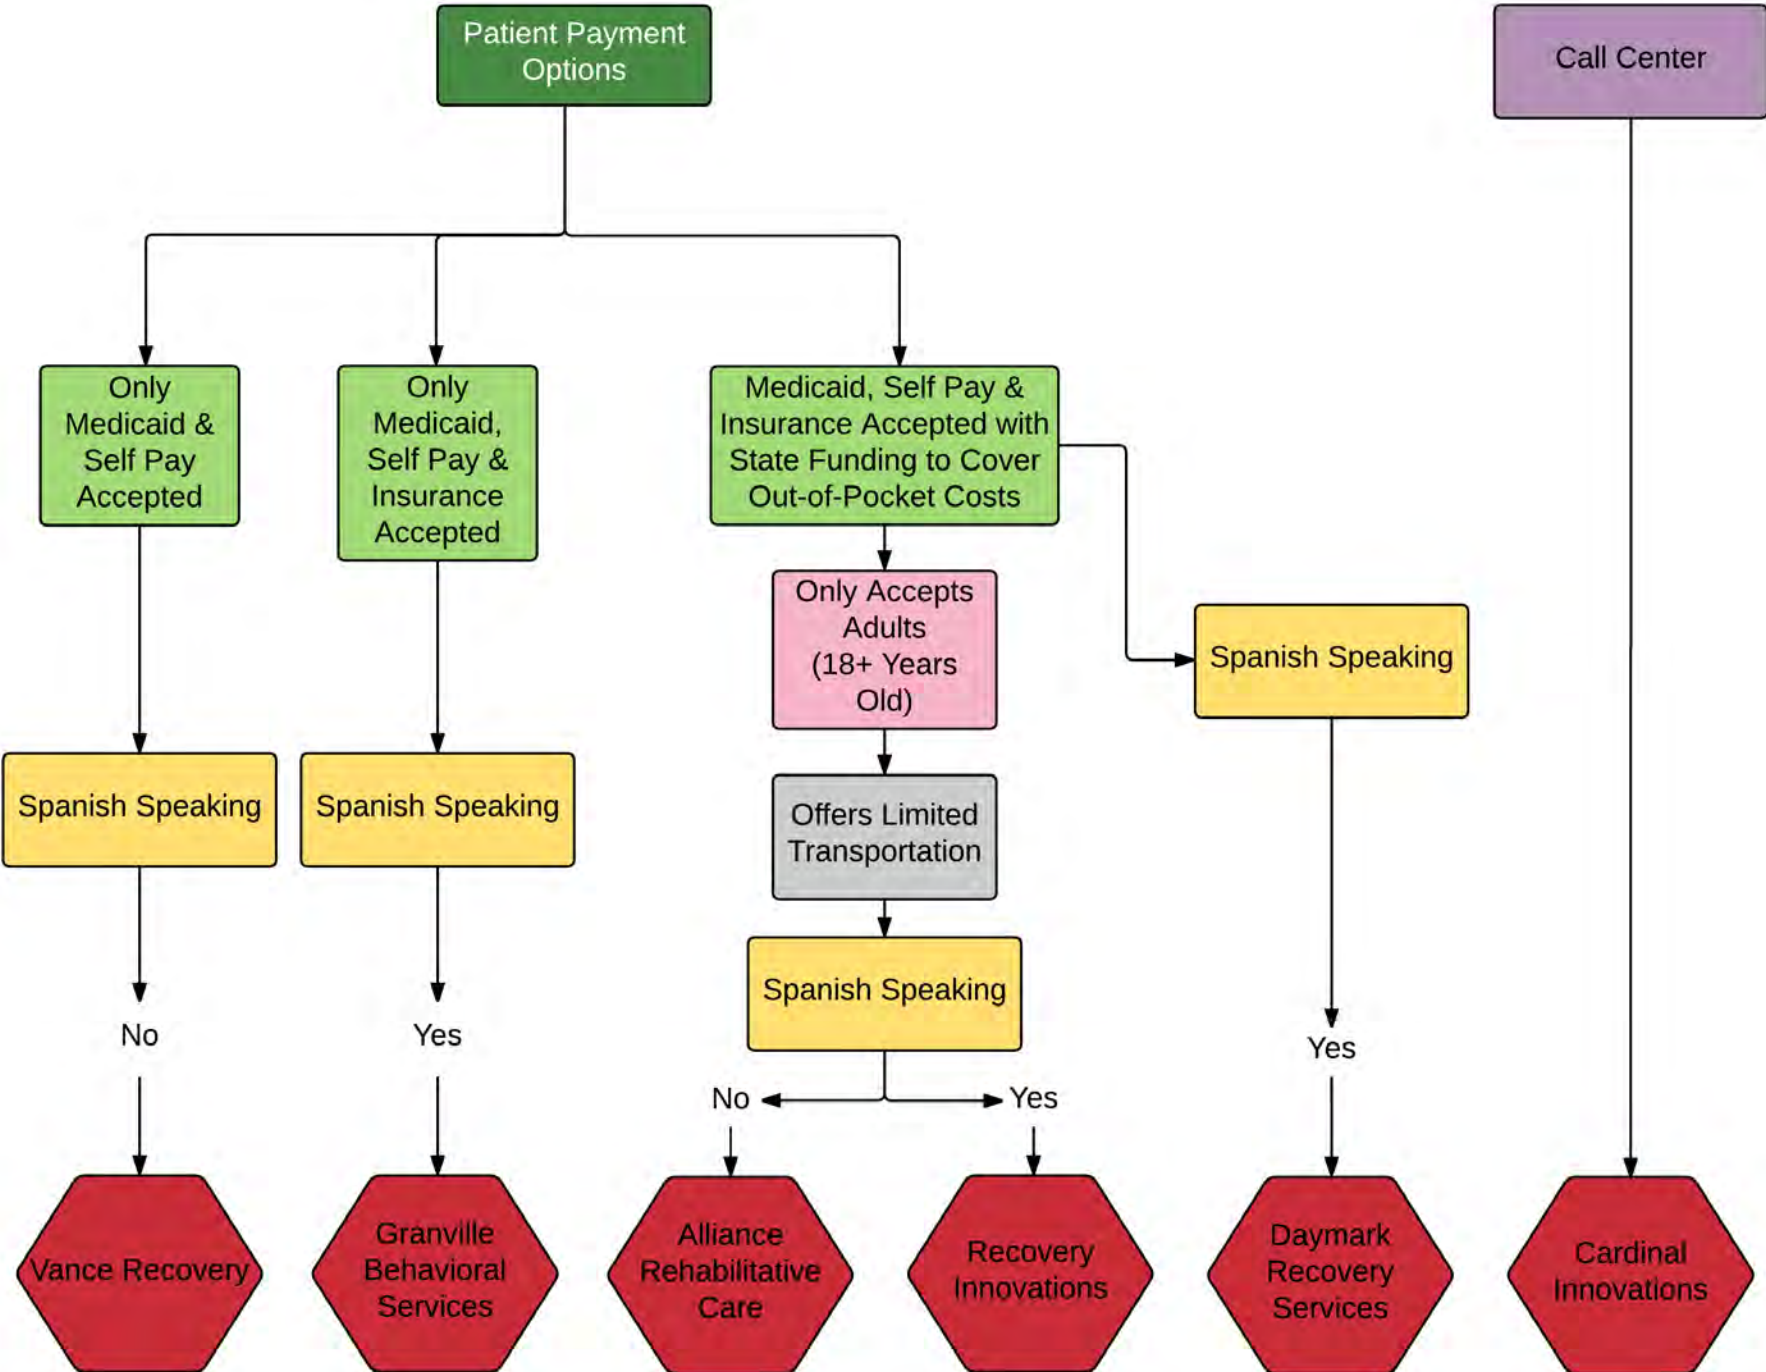 Patient Payment
Options
Call Center
Only
Medicaid &
Self Pay
Accepted
Only
Medicaid,
Self Pay &
Insurance
Accepted
Medicaid, Self Pay &
Insurance Accepted with
State Funding to Cover
Out-of-Pocket Costs
Only Accepts
Adults
(18+ Years
Old)
Spanish Speaking
Spanish Speaking
Spanish Speaking
Offers Limited
Transportation
Spanish Speaking
No
Yes
No
Yes
Yes
Vance Recovery
Granville
Behavioral
Services
Alliance
Rehabilitative
Care
Recovery
Innovations
Daymark
Recovery
Services
Cardinal
Innovations